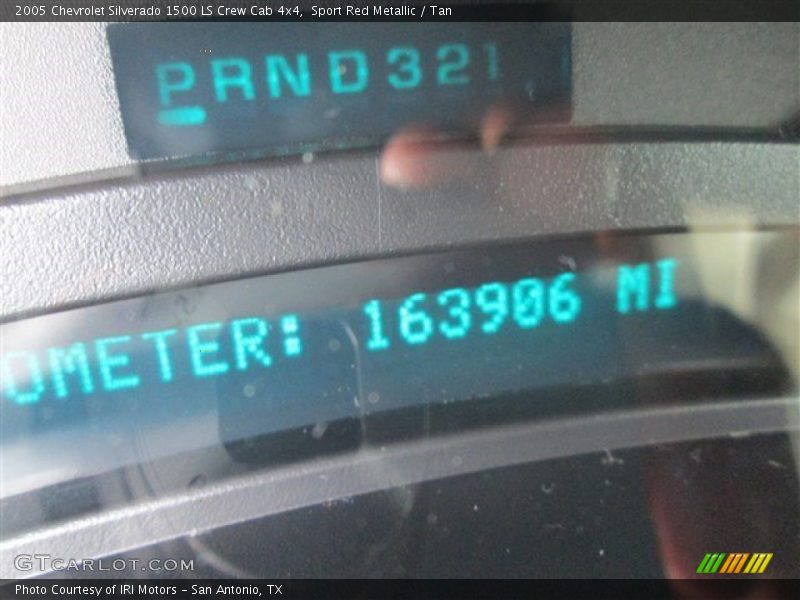 2005 Chevrolet Silverado 1500 LS Crew Cab 4x4, Sport Red Metallic / Tan
PRND321
OMETER: 163906 MI
GTCarlot.com
Photo Courtesy of IRI Motors - San Antonio, TX